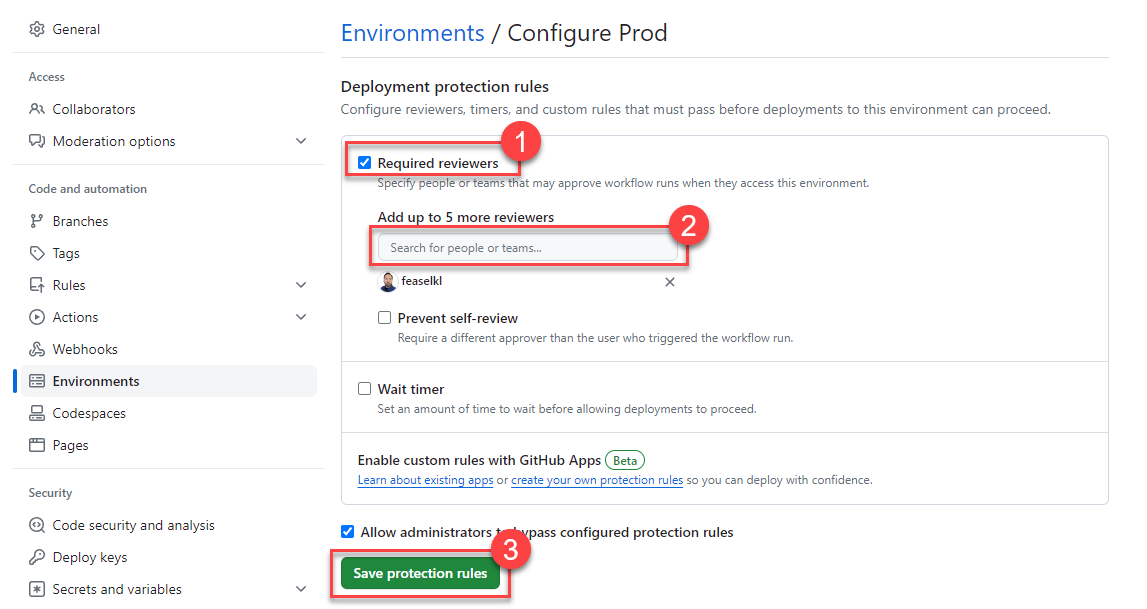 General
Access
Collaborators
Moderation options
Code and automation
Branches
Tags
Rules
Actions
Webhooks
Environments
Codespaces
Pages
Security
Code security and analysis
Deploy keys
Secrets and variables
Environments / Configure Prod
Deployment protection rules
Configure reviewers, timers, and custom rules that must pass before deployments to this environment can proceed.
1
Required reviewers
Specify people or teams that may approve workflow runs when they access this environment.
Add up to 5 more reviewers
2
Search for people or teams...
feaselkl
Prevent self-review
Require a different approver than the user who triggered the workflow run.
Wait timer
Set an amount of time to wait before allowing deployments to proceed.
Enable custom rules with GitHub Apps Beta
Learn about existing apps or create your own protection rules so you can deploy with confidence.
Allow administrators to bypass configured protection rules
3
Save protection rules